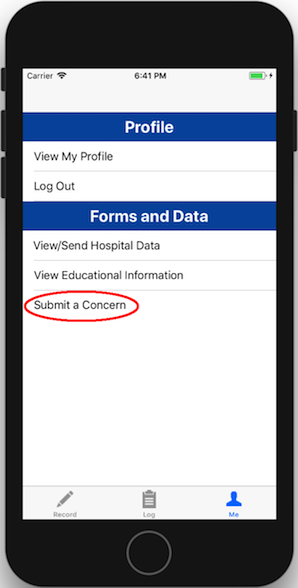 Carrier 6:41 PM
Profile
View My Profile
Log Out
Forms and Data
View/Send Hospital Data
View Educational Information
Submit a Concern
Record Log Me